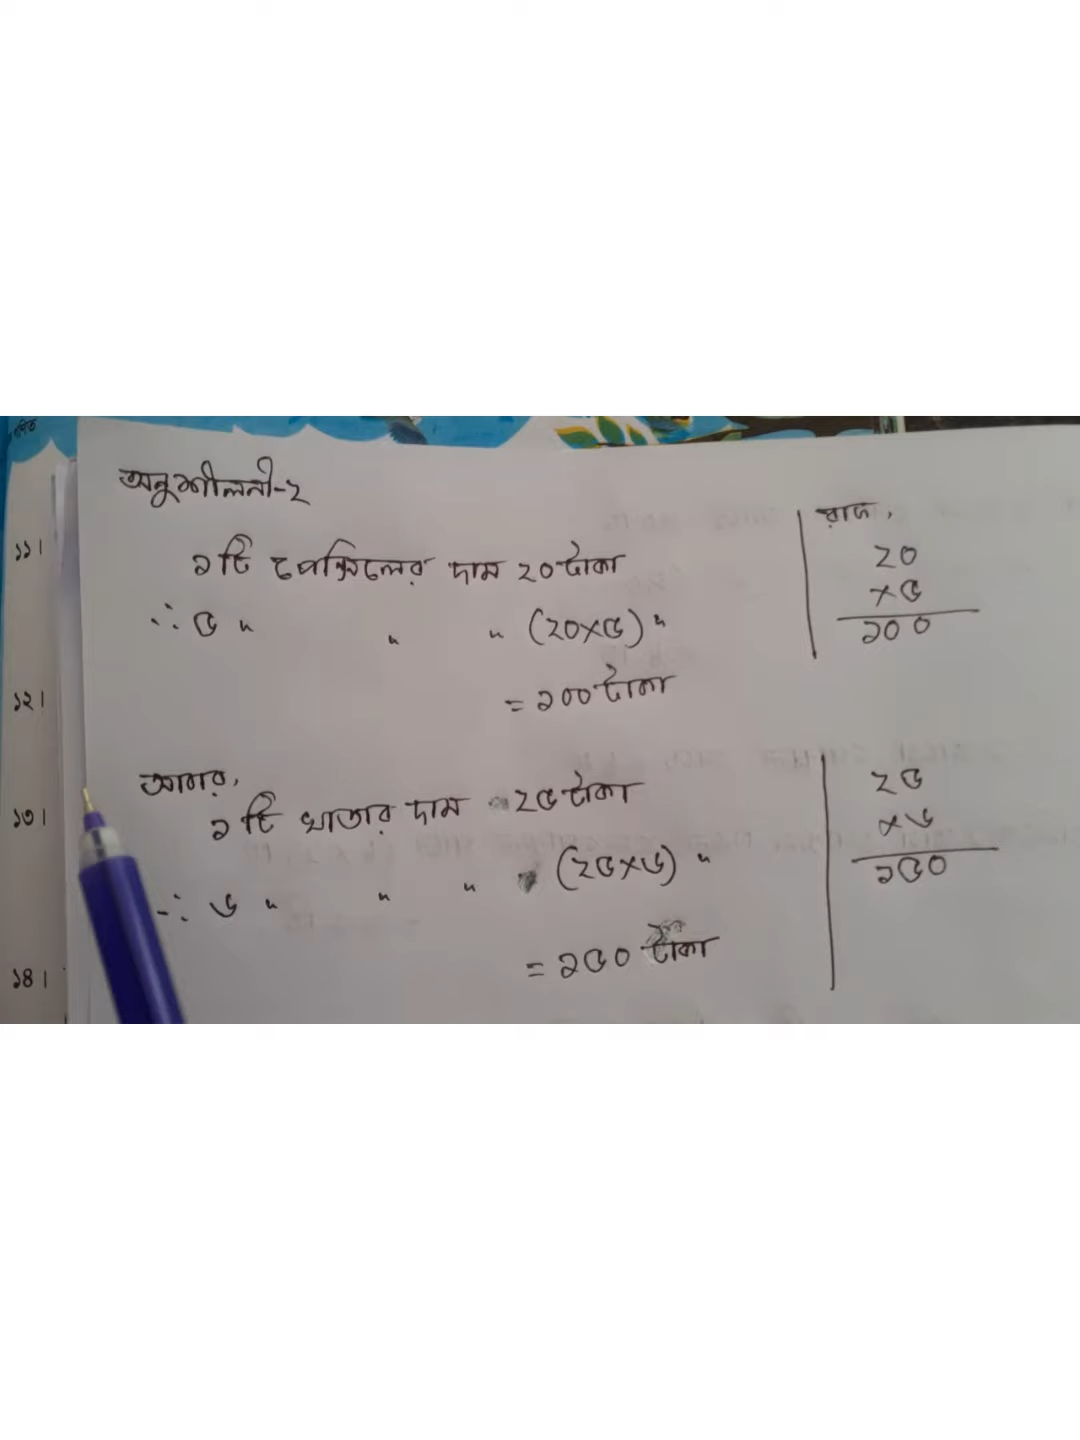 গণিত
অনুশীলনী-২
১১।
১টি পেন্সিলের দাম ২০ টাকা
∴ ৫ " " " (২০×৫) "
= ১০০ টাকা
রাফ,
২০
×৫
১০০
১২।
আবার,
১৩।
১টি খাতার দাম ২৫ টাকা
∴ ৬ " " " (২৫×৬) "
= ১৫০ টাকা
২৫
×৬
১৫০
১৪।